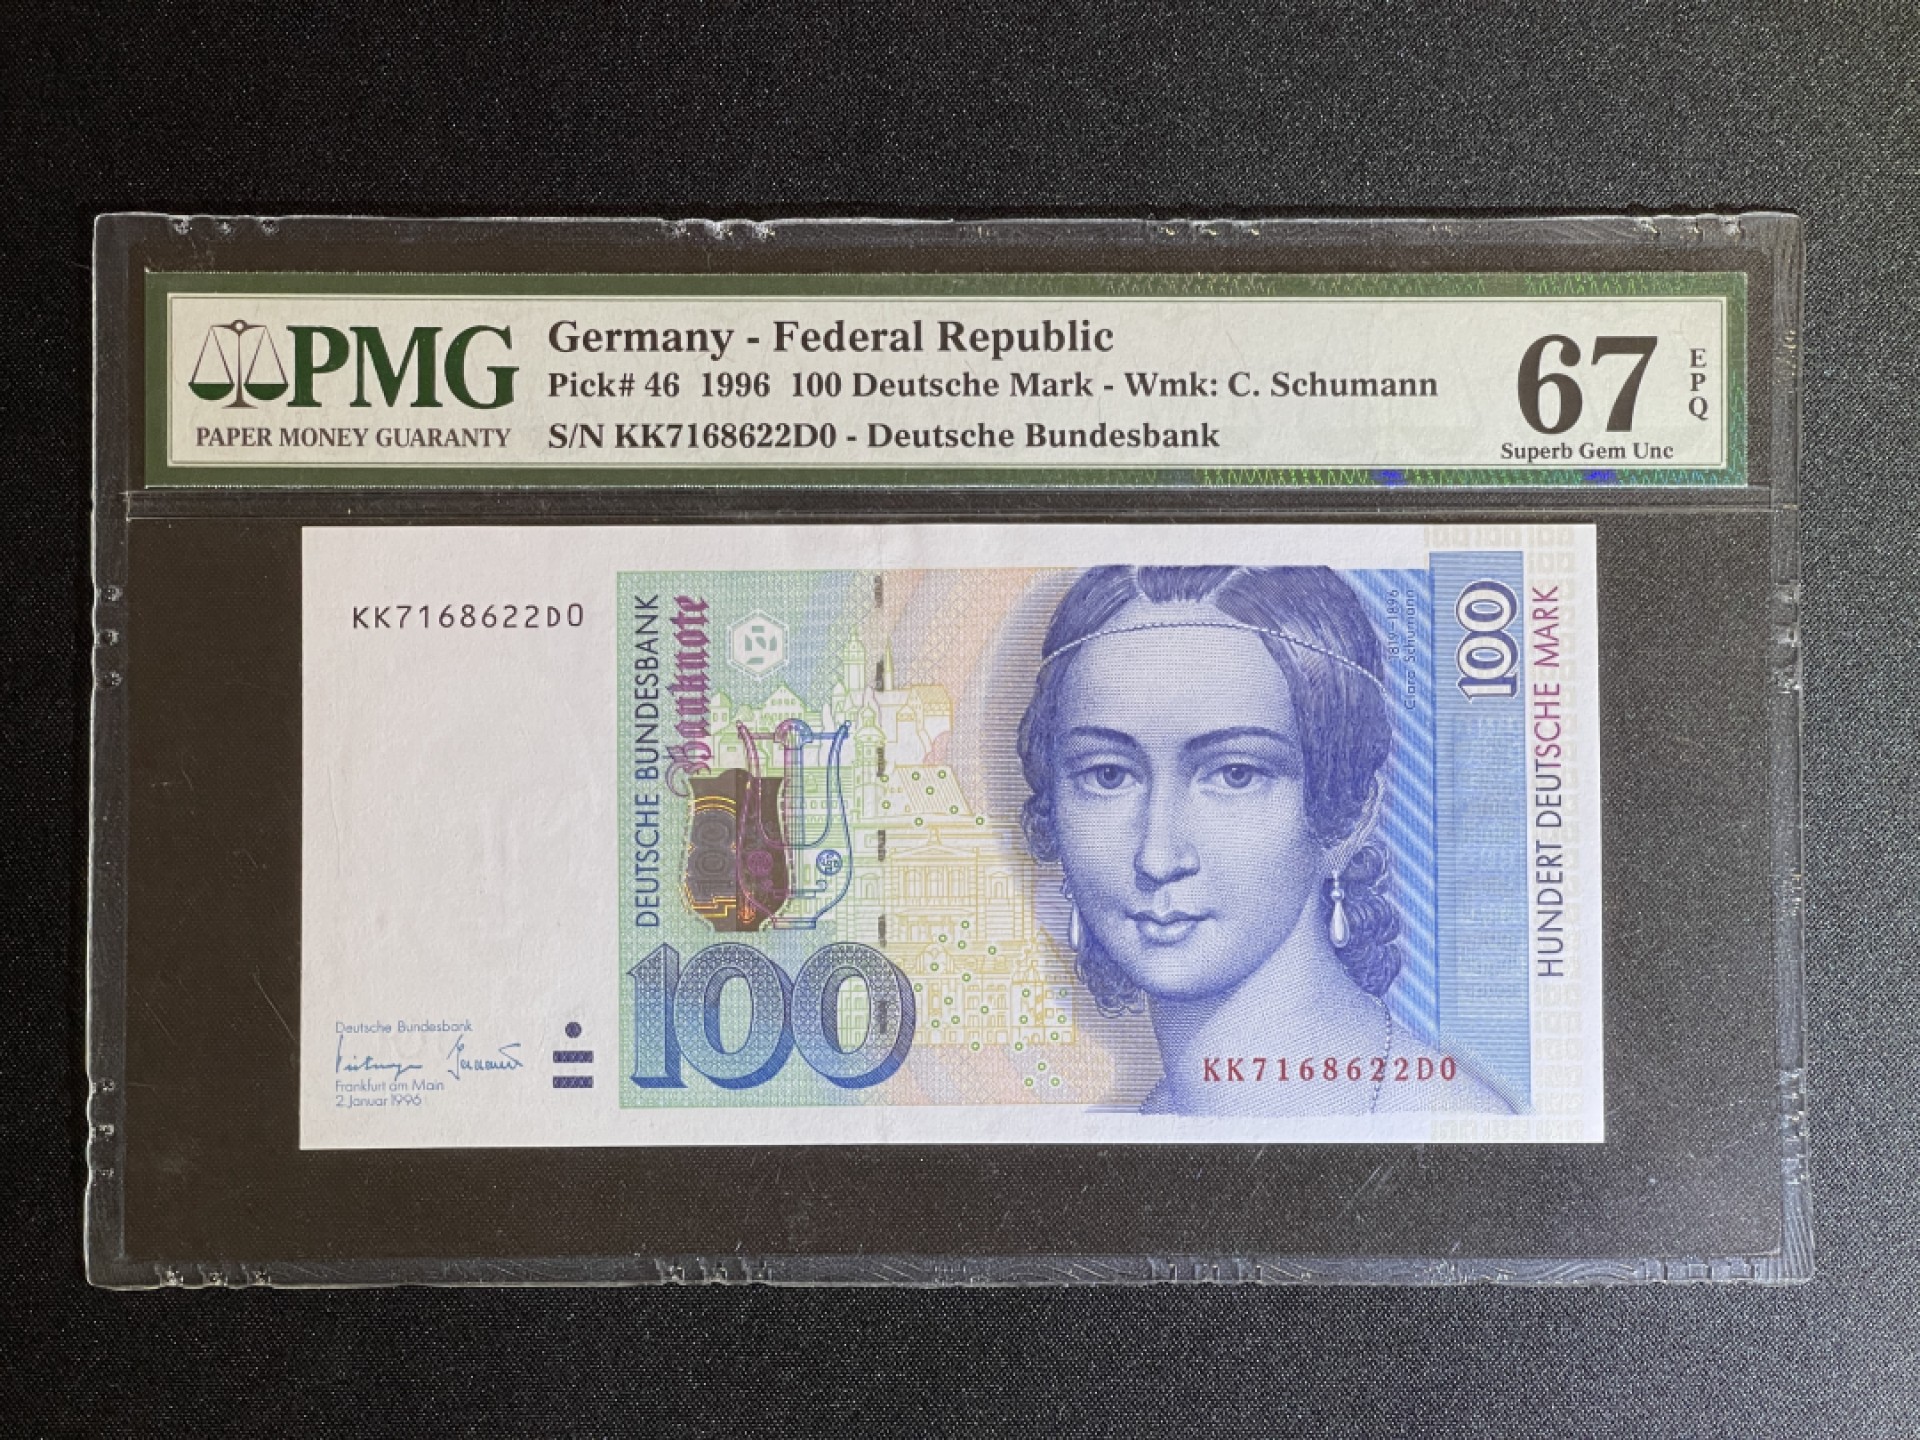 PMG
PAPER MONEY GUARANTY
Germany - Federal Republic
Pick# 46 1996 100 Deutsche Mark - Wmk: C. Schumann
S/N KK7168622D0 - Deutsche Bundesbank
67
EPQ
Superb Gem Unc
KK7168622D0
DEUTSCHE BUNDESBANK
Banknote
1819-1896
Clara Schumann
100
HUNDERT DEUTSCHE MARK
100
Deutsche Bundesbank
Frankfurt am Main
2. Januar 1996
KK7168622D0